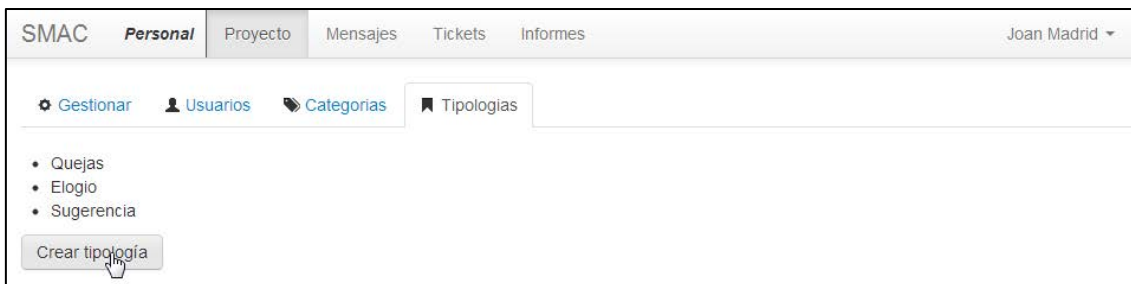 SMAC Personal Proyecto Mensajes Tickets Informes Joan Madrid
Gestionar Usuarios Categorias Tipologias
Quejas
Elogio
Sugerencia
Crear tipología